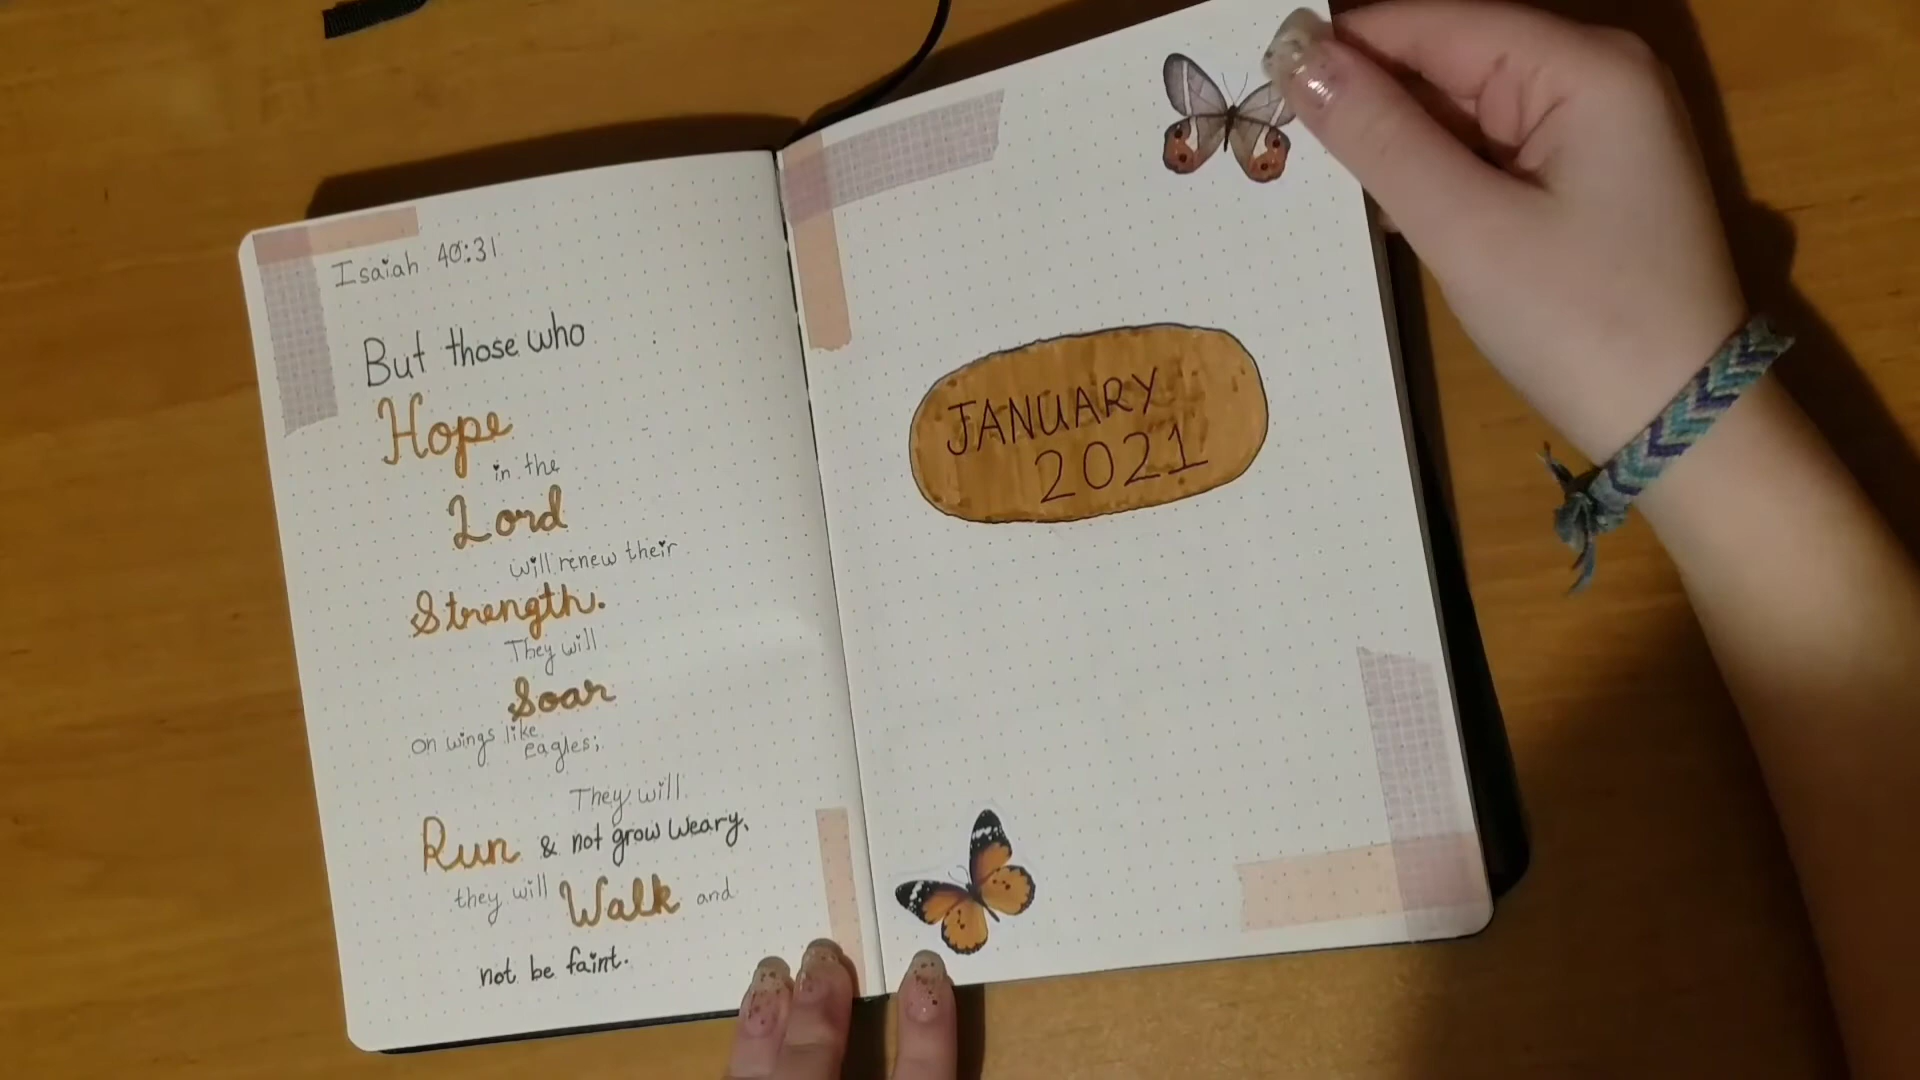 Isaiah 40:31
But those who
Hope
in the
Lord
will renew their
Strength.
They will
Soar
on wings like
eagles;
They will
Run & not grow weary,
they will Walk and
not be faint.
JANUARY
2021